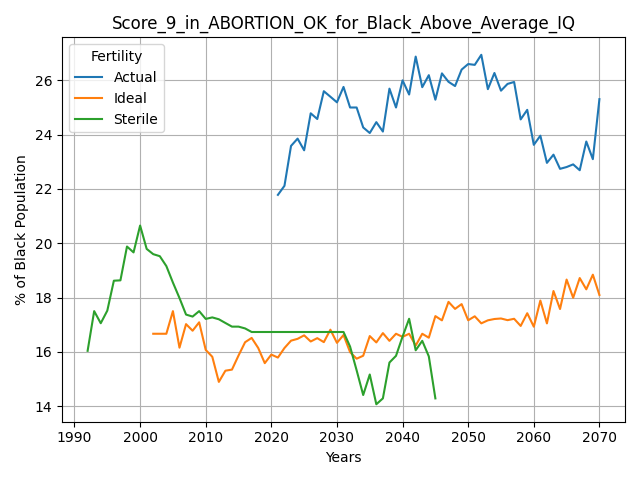 Score_9_in_ABORTION_OK_for_Black_Above_Average_IQ
Fertility
Actual
Ideal
Sterile
% of Black Population
26
24
22
20
18
16
14
1990 2000 2010 2020 2030 2040 2050 2060 2070
Years